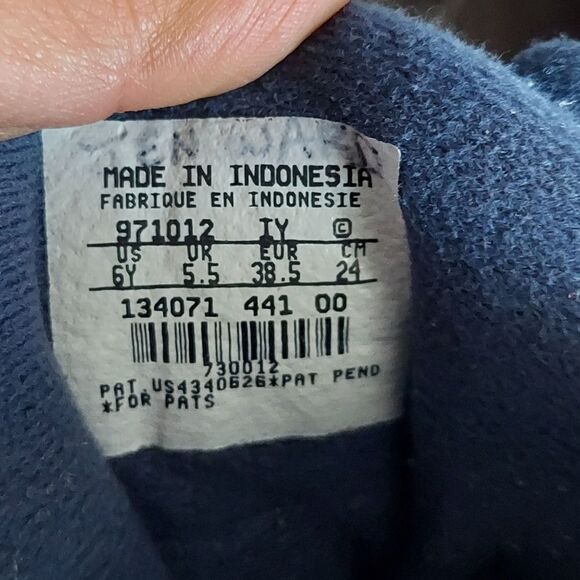 MADE IN INDONESIA
FABRIQUE EN INDONESIE
971012 IY ©
US UK EUR CM
6Y 5.5 38.5 24
134071 441 00
730012
PAT.US4340626*PAT PEND
*FOR PATS